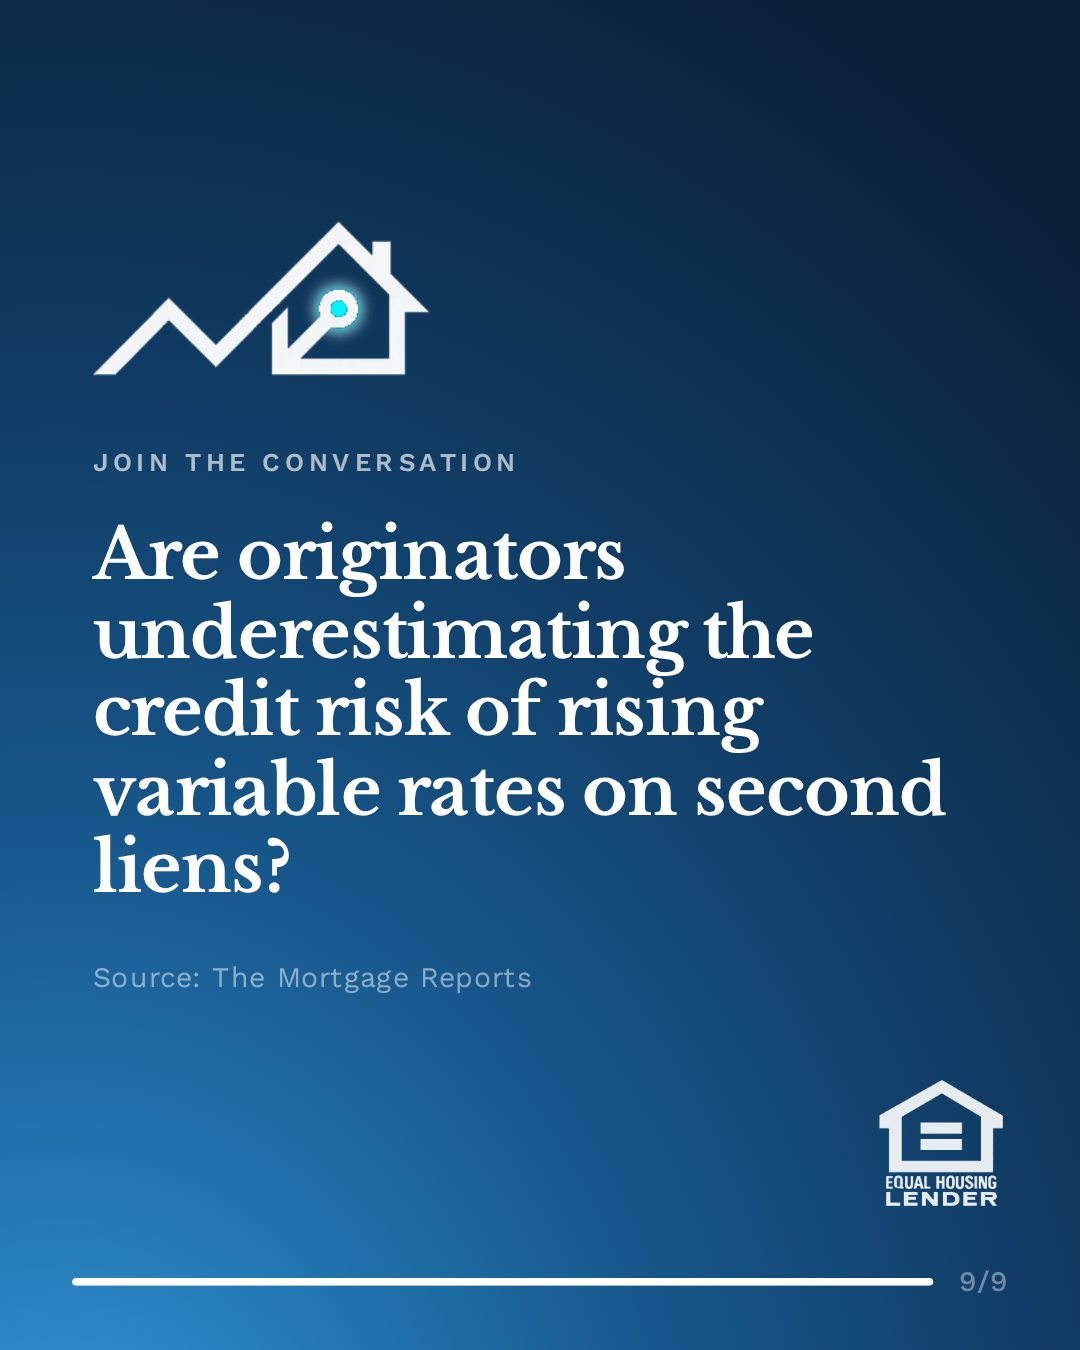 JOIN THE CONVERSATION
Are originators
underestimating the
credit risk of rising
variable rates on second
liens?
Source: The Mortgage Reports
EQUAL HOUSING
LENDER
9/9